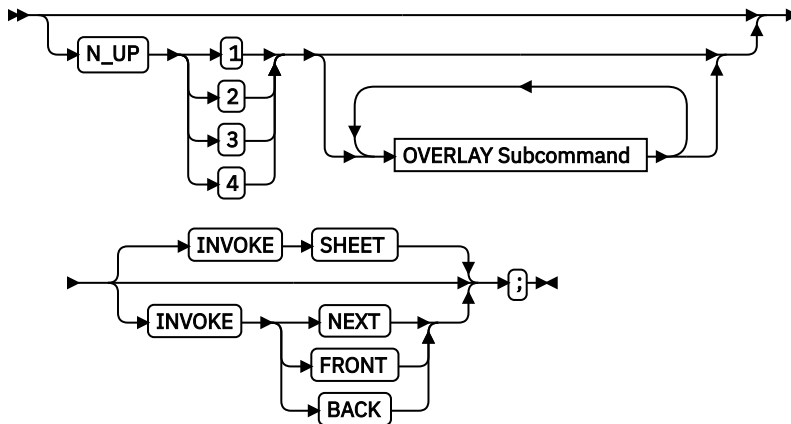 N_UP 1
2
3
4
OVERLAY Subcommand
INVOKE SHEET
;
INVOKE NEXT
FRONT
BACK